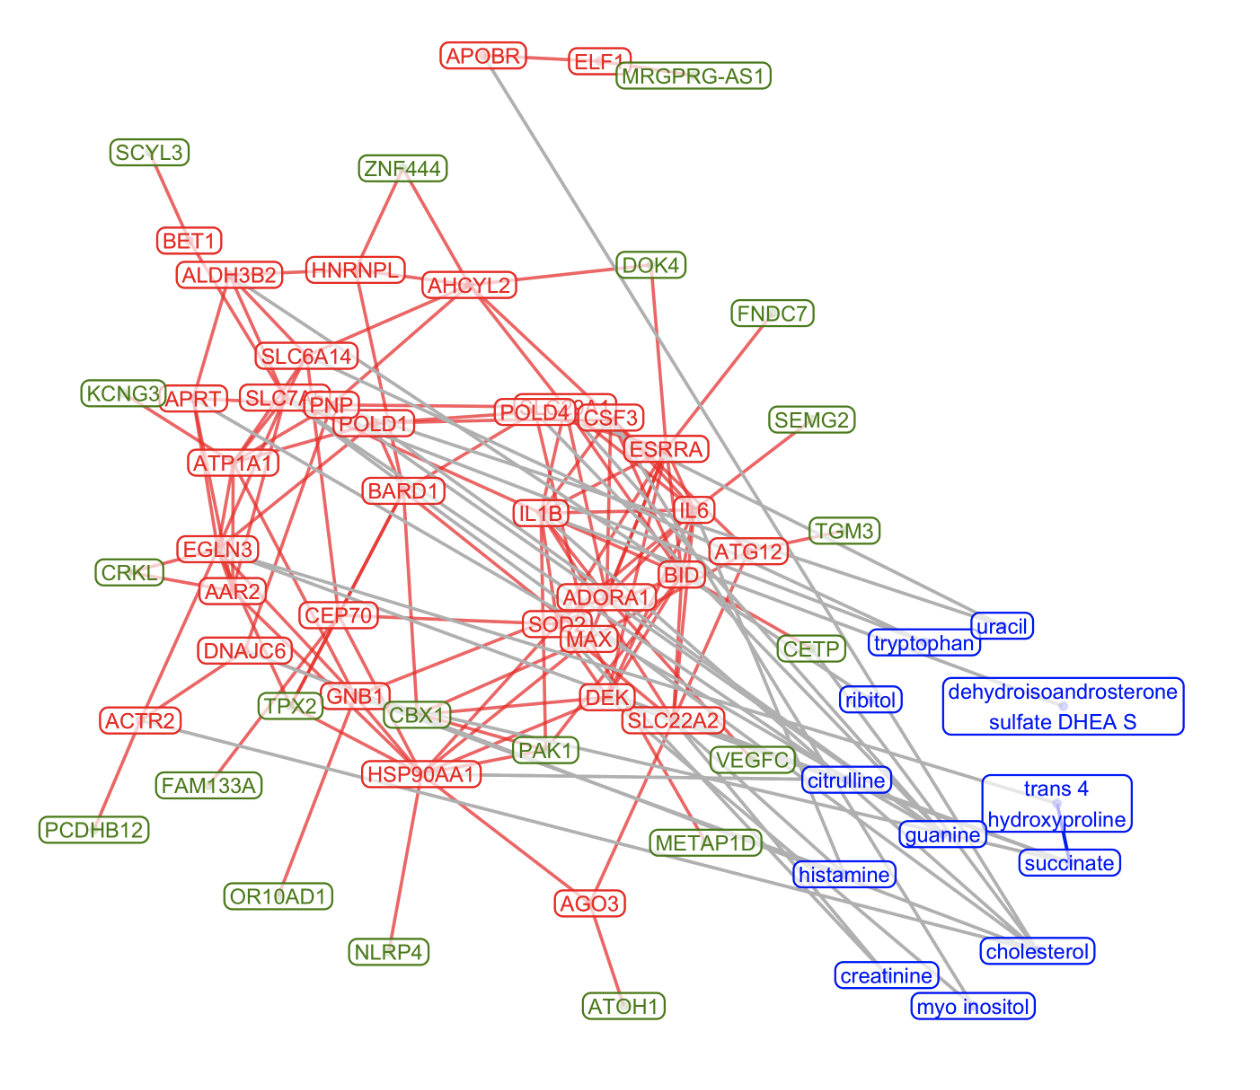 APOBR
ELF1
MRGPRG-AS1
SCYL3
ZNF444
BET1
ALDH3B2
HNRNPL
AHCYL2
DOK4
FNDC7
SLC6A14
KCNG3
APRT
PNP
POLD1
POLD4
CSF3
SEMG2
ESRRA
ATP1A1
BARD1
IL1B
IL6
TGM3
EGLN3
ATG12
CRKL
BID
AAR2
ADORA1
CEP70
SOD2
MAX
uracil
tryptophan
DNAJC6
CETP
GNB1
DEK
ribitol
dehydroisoandrosterone
sulfate DHEA S
TPX2
CBX1
ACTR2
SLC22A2
PAK1
VEGFC
HSP90AA1
citrulline
FAM133A
trans 4
hydroxyproline
PCDHB12
METAP1D
guanine
succinate
histamine
OR10AD1
AGO3
NLRP4
cholesterol
creatinine
ATOH1
myo inositol